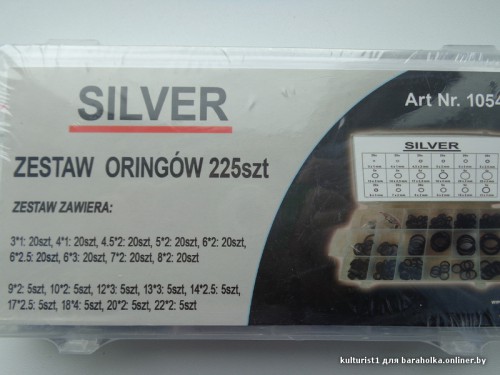 SILVER
Art Nr. 1054
ZESTAW ORINGÓW 225szt
SILVER
ZESTAW ZAWIERA:
3*1: 20szt, 4*1: 20szt, 4.5*2: 20szt, 5*2: 20szt, 6*2: 20szt,
6*2.5: 20szt, 6*3: 20szt, 7*2: 20szt, 8*2: 20szt
9*2: 5szt, 10*2: 5szt, 12*3: 5szt, 13*3: 5szt, 14*2.5: 5szt,
17*2.5: 5szt, 18*4: 5szt, 20*2: 5szt, 22*2: 5szt
kulturist1 для baraholka.onliner.by